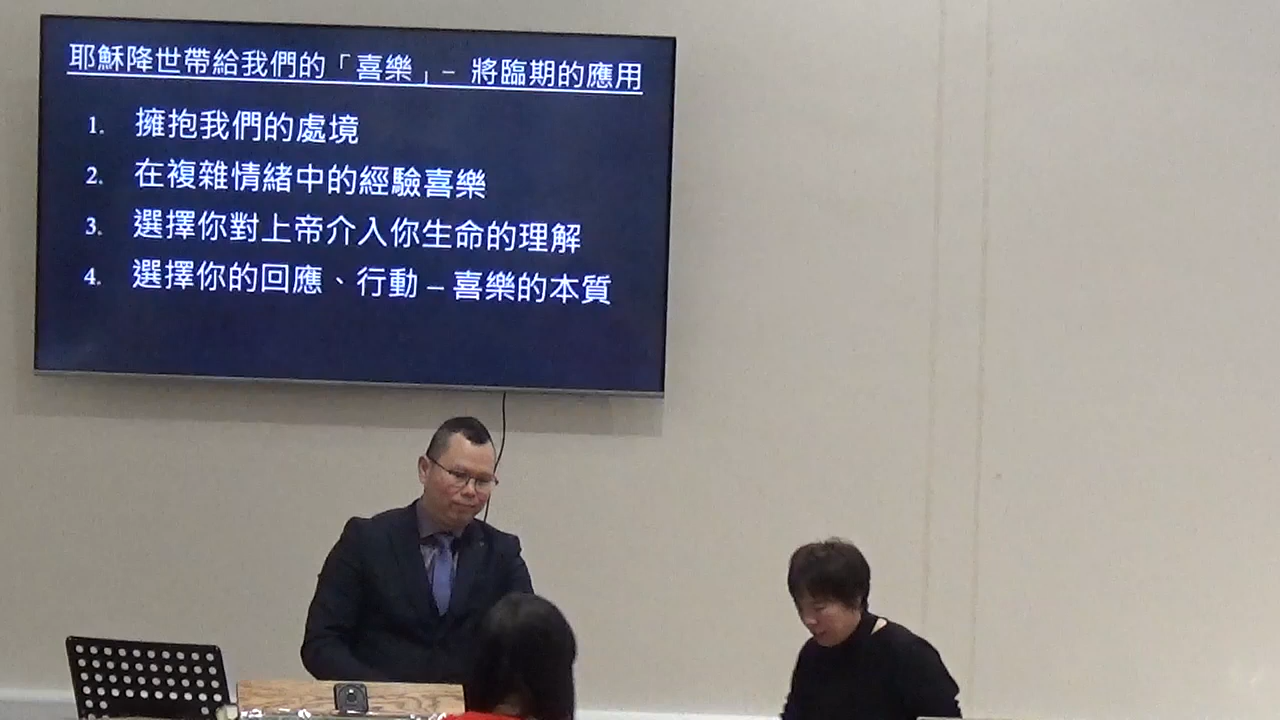 耶穌降世帶給我們的「喜樂」– 將臨期的應用
1. 擁抱我們的處境
2. 在複雜情緒中的經驗喜樂
3. 選擇你對上帝介入你生命的理解
4. 選擇你的回應、行動 – 喜樂的本質